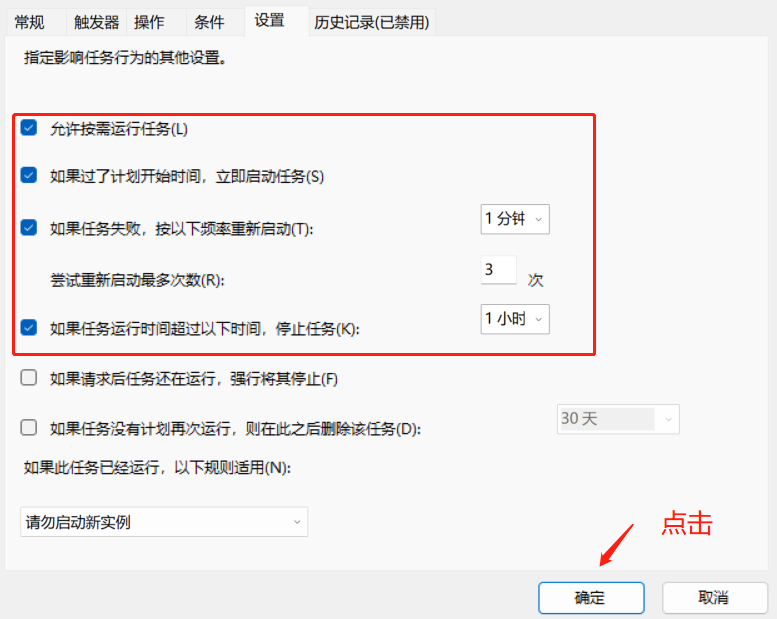 常规 触发器 操作 条件 设置 历史记录(已禁用)
指定影响任务行为的其他设置。
允许按需运行任务(L)
如果过了计划开始时间，立即启动任务(S)
如果任务失败，按以下频率重新启动(T): 1 分钟
尝试重新启动最多次数(R): 3 次
如果任务运行时间超过以下时间，停止任务(K): 1 小时
如果请求后任务还在运行，强行将其停止(F)
如果任务没有计划再次运行，则在此之后删除该任务(D): 30 天
如果此任务已经运行，以下规则适用(N):
请勿启动新实例
点击
确定 取消